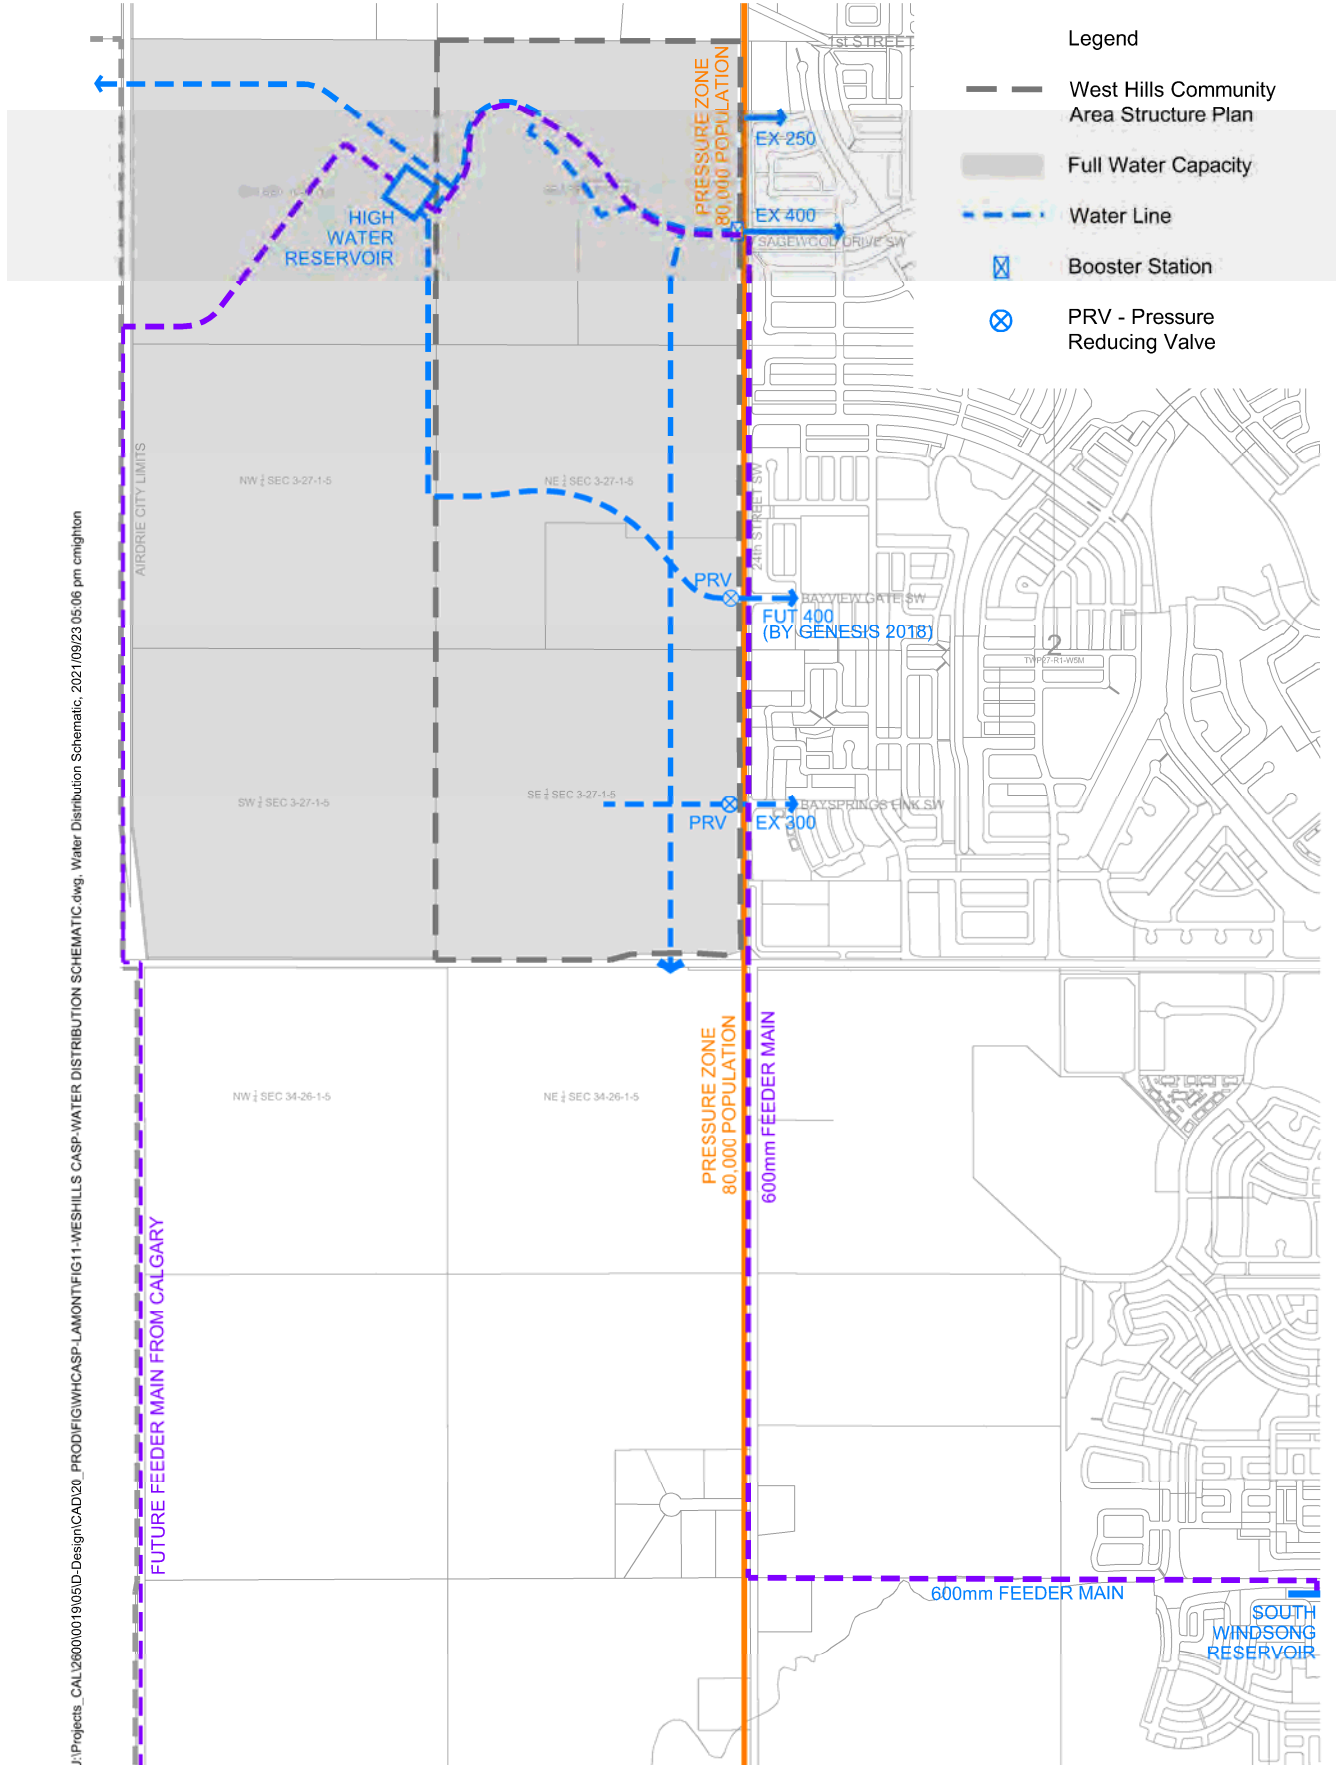 Legend
West Hills Community
Area Structure Plan
Full Water Capacity
Water Line
Booster Station
PRV - Pressure
Reducing Valve
1st STREET
PRESSURE ZONE
80,000 POPULATION
EX 250
EX 400
SAGEWOOD DRIVE SW
HIGH
WATER
RESERVOIR
AIRDRIE CITY LIMITS
NW ¼ SEC 3-27-1-5
NE ¼ SEC 3-27-1-5
24th STREET SW
PRV
BAYVIEW GATE SW
FUT 400
(BY GENESIS 2018)
2
TWP27-R1-W5M
SW ¼ SEC 3-27-1-5
SE ¼ SEC 3-27-1-5
BAYSPRINGS LINK SW
PRV
EX 300
PRESSURE ZONE
80,000 POPULATION
600mm FEEDER MAIN
NW ¼ SEC 34-26-1-5
NE ¼ SEC 34-26-1-5
FUTURE FEEDER MAIN FROM CALGARY
600mm FEEDER MAIN
SOUTH
WINDSONG
RESERVOIR
J:\Projects_CAL\2600\0019\05\D-Design\CAD\20_PROD\FIG\WHCASP-LAMONT\FIG11-WESHILLS CASP-WATER DISTRIBUTION SCHEMATIC.dwg, Water Distribution Schematic, 2021/09/23 05:06 pm cmighton